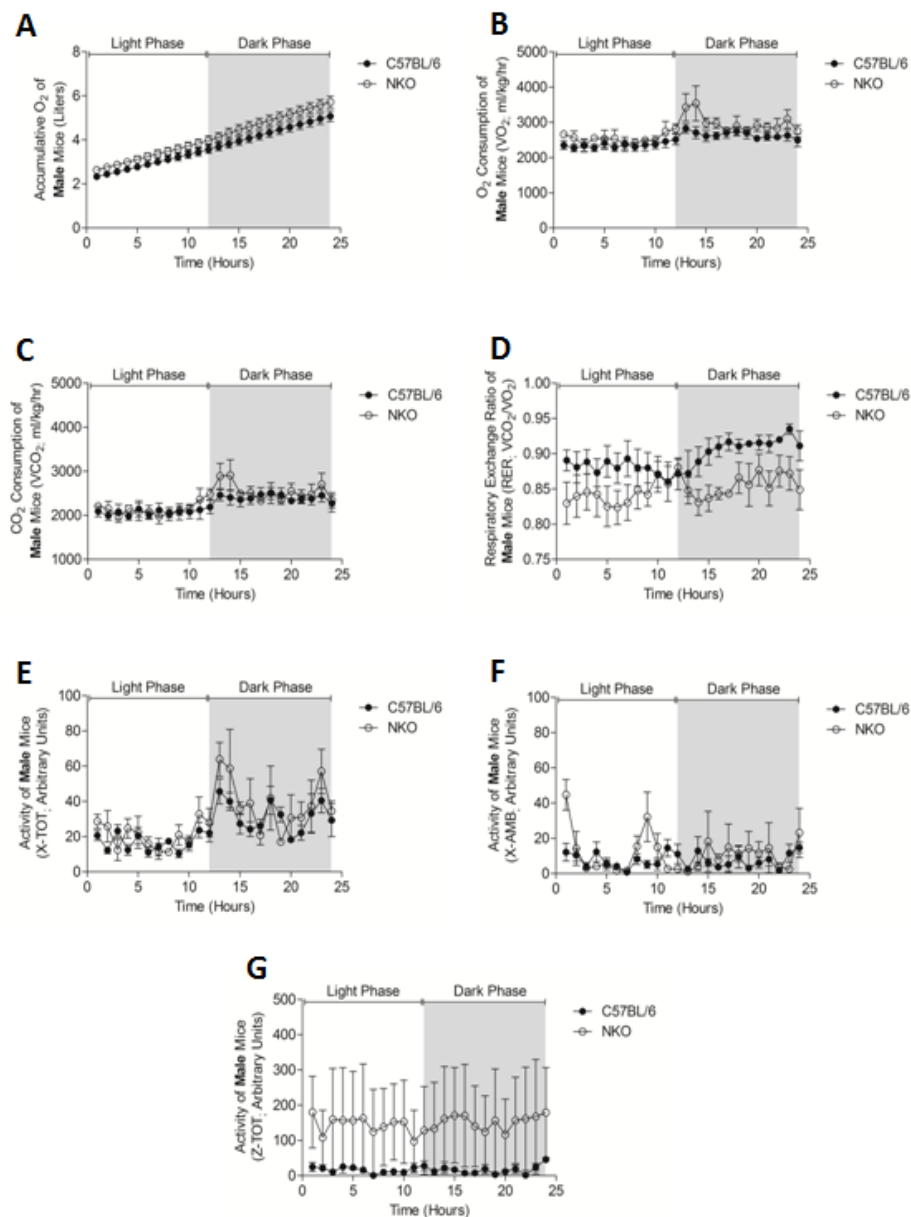 A
Light Phase Dark Phase
Accumulative O2 of
Male Mice (Liters)
8
6
4
2
0
0 5 10 15 20 25
Time (Hours)
C57BL/6
NKO
B
Light Phase Dark Phase
O2 Consumption of
Male Mice (VO2; ml/kg/hr)
5000
4000
3000
2000
1000
0
0 5 10 15 20 25
Time (Hours)
C57BL/6
NKO
C
Light Phase Dark Phase
CO2 Consumption of
Male Mice (VCO2; ml/kg/hr)
5000
4000
3000
2000
1000
0 5 10 15 20 25
Time (Hours)
C57BL/6
NKO
D
Light Phase Dark Phase
Respiratory Exchange Ratio of
Male Mice (RER; VCO2/VO2)
1.00
0.95
0.90
0.85
0.80
0.75
0 5 10 15 20 25
Time (Hours)
C57BL/6
NKO
E
Light Phase Dark Phase
Activity of Male Mice
(X-TOT; Arbitrary Units)
100
80
60
40
20
0
0 5 10 15 20 25
Time (Hours)
C57BL/6
NKO
F
Light Phase Dark Phase
Activity of Male Mice
(X-AMB; Arbitrary Units)
100
80
60
40
20
0
0 5 10 15 20 25
Time (Hours)
C57BL/6
NKO
G
Light Phase Dark Phase
Activity of Male Mice
(Z-TOT; Arbitrary Units)
500
400
300
200
100
0
0 5 10 15 20 25
Time (Hours)
C57BL/6
NKO